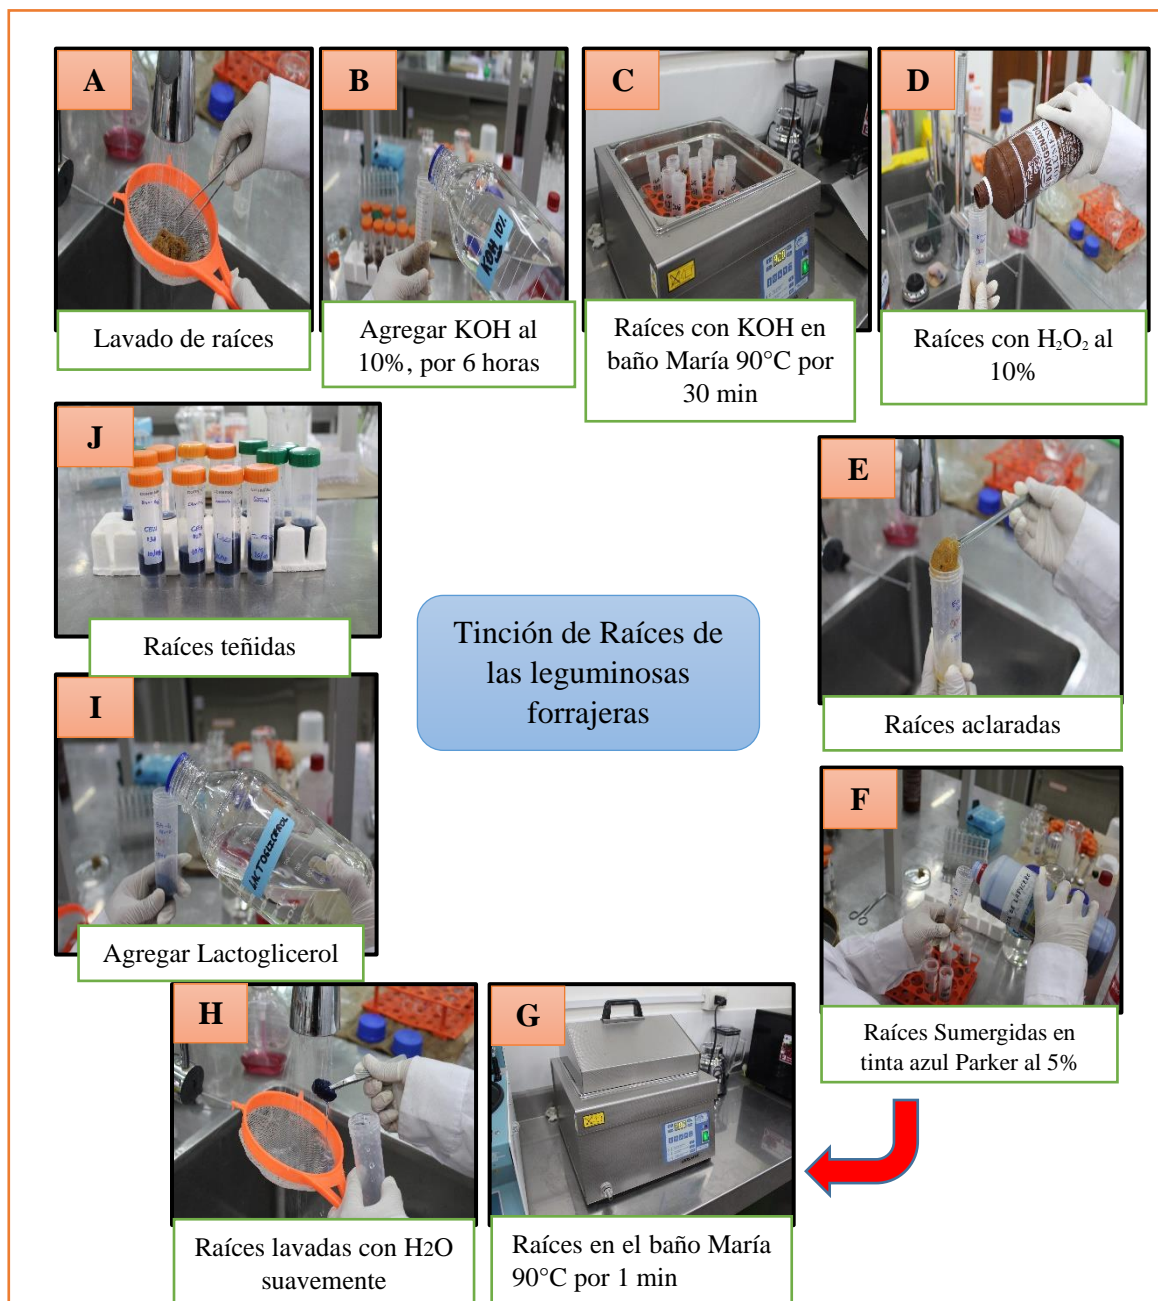 A
Lavado de raíces
B
KOH 10%
Agregar KOH al
10%, por 6 horas
C
Raíces con KOH en
baño María 90°C por
30 min
D
Raíces con H₂O₂ al
10%
E
Raíces aclaradas
F
Raíces Sumergidas en
tinta azul Parker al 5%
G
Raíces en el baño María
90°C por 1 min
H
Raíces lavadas con H2O
suavemente
I
LACTOGLICEROL
Agregar Lactoglicerol
J
Raíces teñidas
Tinción de Raíces de
las leguminosas
forrajeras